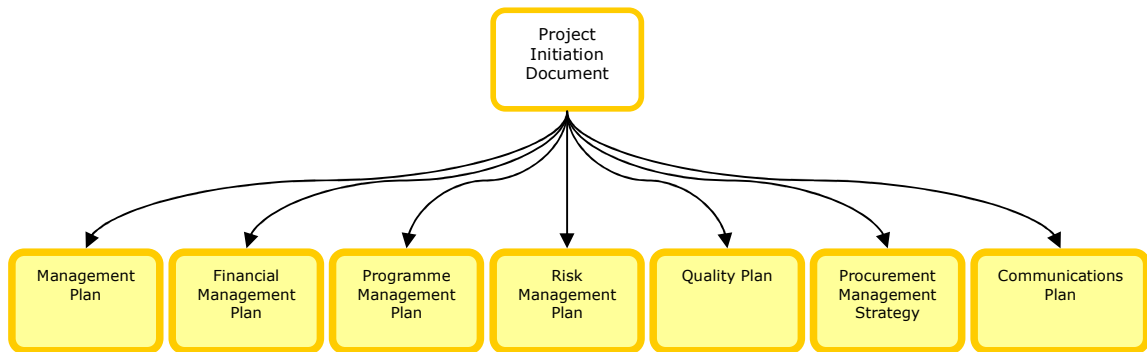 Project
Initiation
Document
Management
Plan
Financial
Management
Plan
Programme
Management
Plan
Risk
Management
Plan
Quality Plan
Procurement
Management
Strategy
Communications
Plan